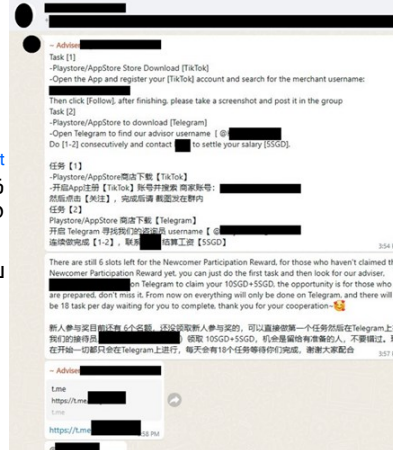 ~ Adviser
Task [1]
-Playstore/AppStore Store Download [TikTok]
-Open the App and register your [TikTok] account and search for the merchant username:
Then click [Follow], after finishing, please take a screenshot and post it in the group
Task [2]
-Playstore/AppStore to download [Telegram]
-Open Telegram to find our advisor username [ @
Do [1-2] consecutively and contact to settle your salary [5SGD].
任务【1】
-Playstore/AppStore商店下载【TikTok】
-开启App注册【TikTok】账号并搜索 商家账号：
然后点击【关注】，完成后请 截图发在群内
任务【2】
Playstore/AppStore 商店下载【Telegram】
开启 Telegram 寻找我们的咨询员 username【 @
连续做完成【1-2】，联系 结算工资【5SGD】
3:54
There are still 6 slots left for the Newcomer Participation Reward, for those who haven't claimed th
Newcomer Participation Reward yet, you can just do the first task and then look for our adviser,
on Telegram to claim your 10SGD+5SGD, the opportunity is for those who
are prepared, don't miss it, From now on everything will only be done on Telegram, and there will
be 18 task per day waiting for you to complete, thank you for your cooperation~🥰
新人参与奖目前还有 6个名额，还没领取新人参与奖的，可以直接做第一个任务然后在Telegram上
我们的接待员 ）领取 10SGD+5SGD，机会是留给有准备的人，不要错过。
在开始一切都只会在Telegram上进行，每天会有18个任务等待你们完成，谢谢大家配合
3:57
~ Adviser
t.me
https://t.me
t.me
https://t.me
:58 PM